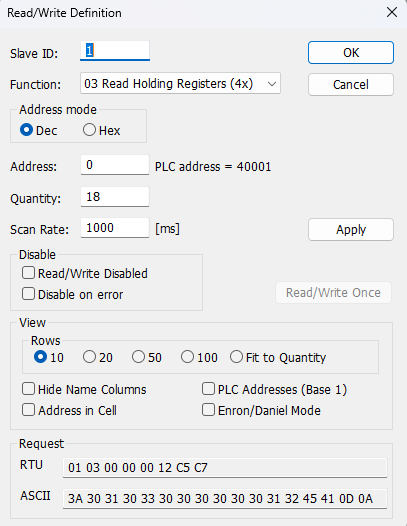 Read/Write Definition
Slave ID: 1 OK
Function: 03 Read Holding Registers (4x) Cancel
Address mode
Dec Hex
Address: 0 PLC address = 40001
Quantity: 18
Scan Rate: 1000 [ms] Apply
Disable
Read/Write Disabled
Disable on error
Read/Write Once
View
Rows
10 20 50 100 Fit to Quantity
Hide Name Columns PLC Addresses (Base 1)
Address in Cell Enron/Daniel Mode
Request
RTU 01 03 00 00 00 12 C5 C7
ASCII 3A 30 31 30 33 30 30 30 30 30 30 31 32 45 41 0D 0A